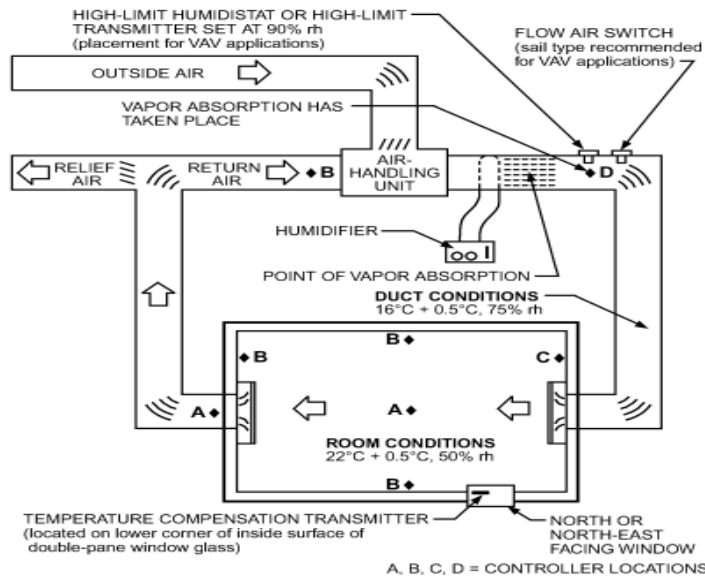 HIGH-LIMIT HUMIDISTAT OR HIGH-LIMIT
TRANSMITTER SET AT 90% rh
(placement for VAV applications)
FLOW AIR SWITCH
(sail type recommended
for VAV applications)
OUTSIDE AIR
VAPOR ABSORPTION HAS
TAKEN PLACE
RELIEF
AIR
RETURN
AIR
B
AIR-
HANDLING
UNIT
D
HUMIDIFIER
POINT OF VAPOR ABSORPTION
DUCT CONDITIONS
16°C + 0.5°C, 75% rh
B
B
C
A
A
ROOM CONDITIONS
22°C + 0.5°C, 50% rh
B
TEMPERATURE COMPENSATION TRANSMITTER
(located on lower corner of inside surface of
double-pane window glass)
NORTH OR
NORTH-EAST
FACING WINDOW
A, B, C, D = CONTROLLER LOCATIONS